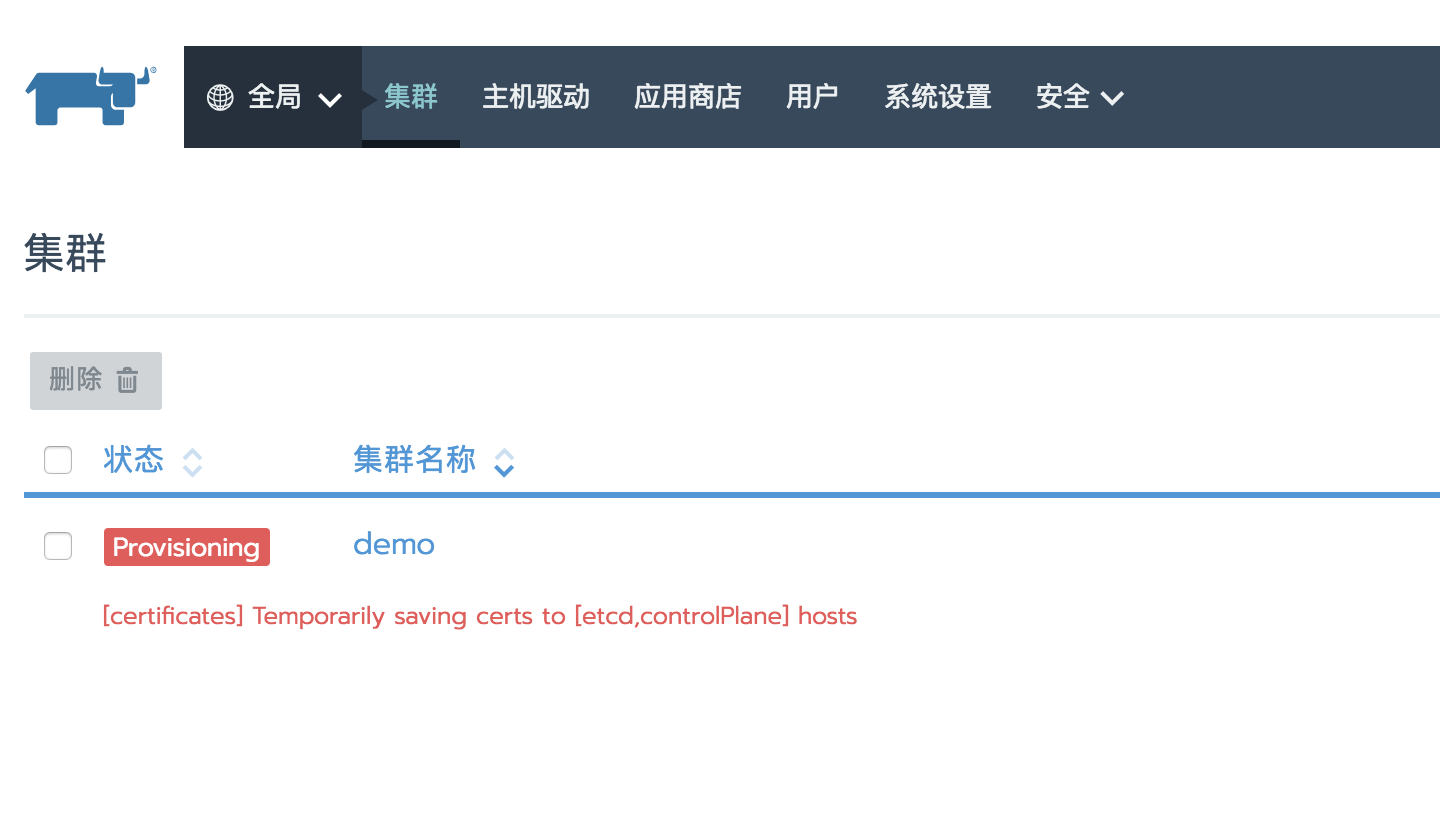 全局 集群 主机驱动 应用商店 用户 系统设置 安全
集群
删除
状态 集群名称
Provisioning demo
[certificates] Temporarily saving certs to [etcd,controlPlane] hosts